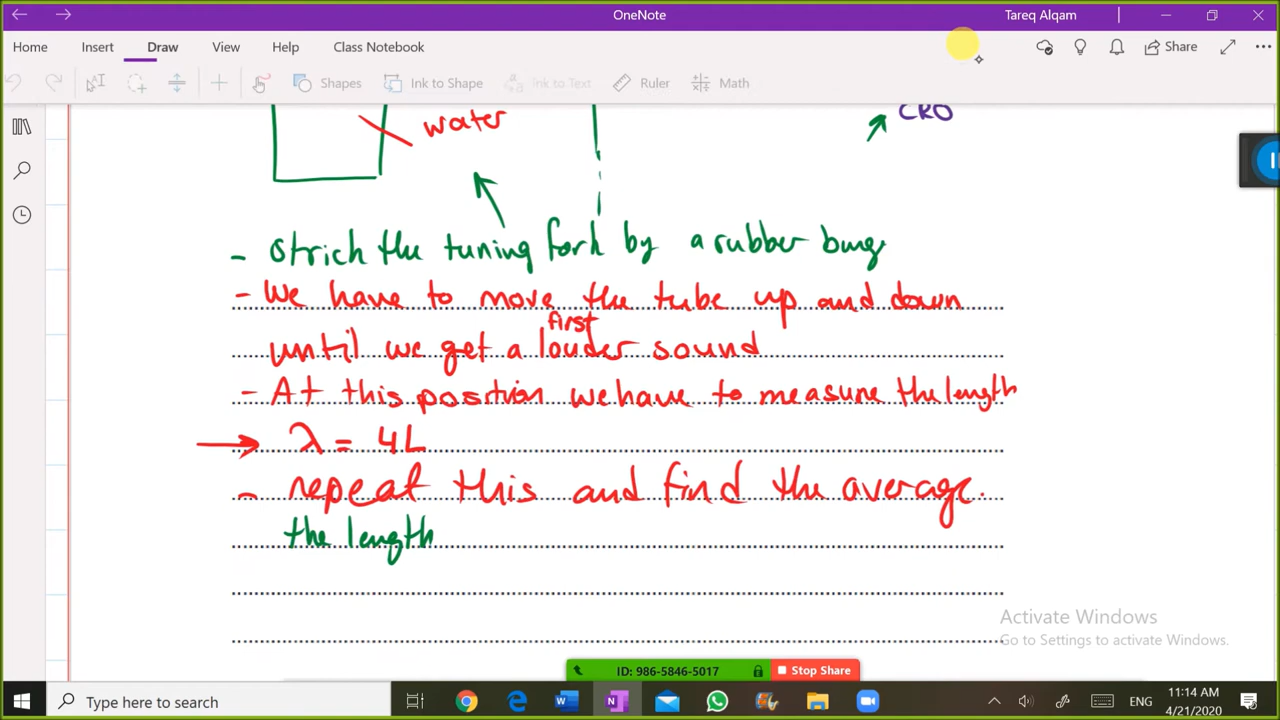 OneNote
Tareq Alqam
Home Insert Draw View Help Class Notebook Share
Shapes Ink to Shape Ink to Text Ruler Math
water
CRO
- Strich the tuning fork by a rubber bung
- We have to move the tube up and down
first
until we get a louder sound
- At this position we have to measure the length
→ λ = 4L
- repeat this and find the average.
the length
Activate Windows
Go to Settings to activate Windows.
ID: 986-5846-5017 Stop Share
Type here to search
ENG
11:14 AM
4/21/2020